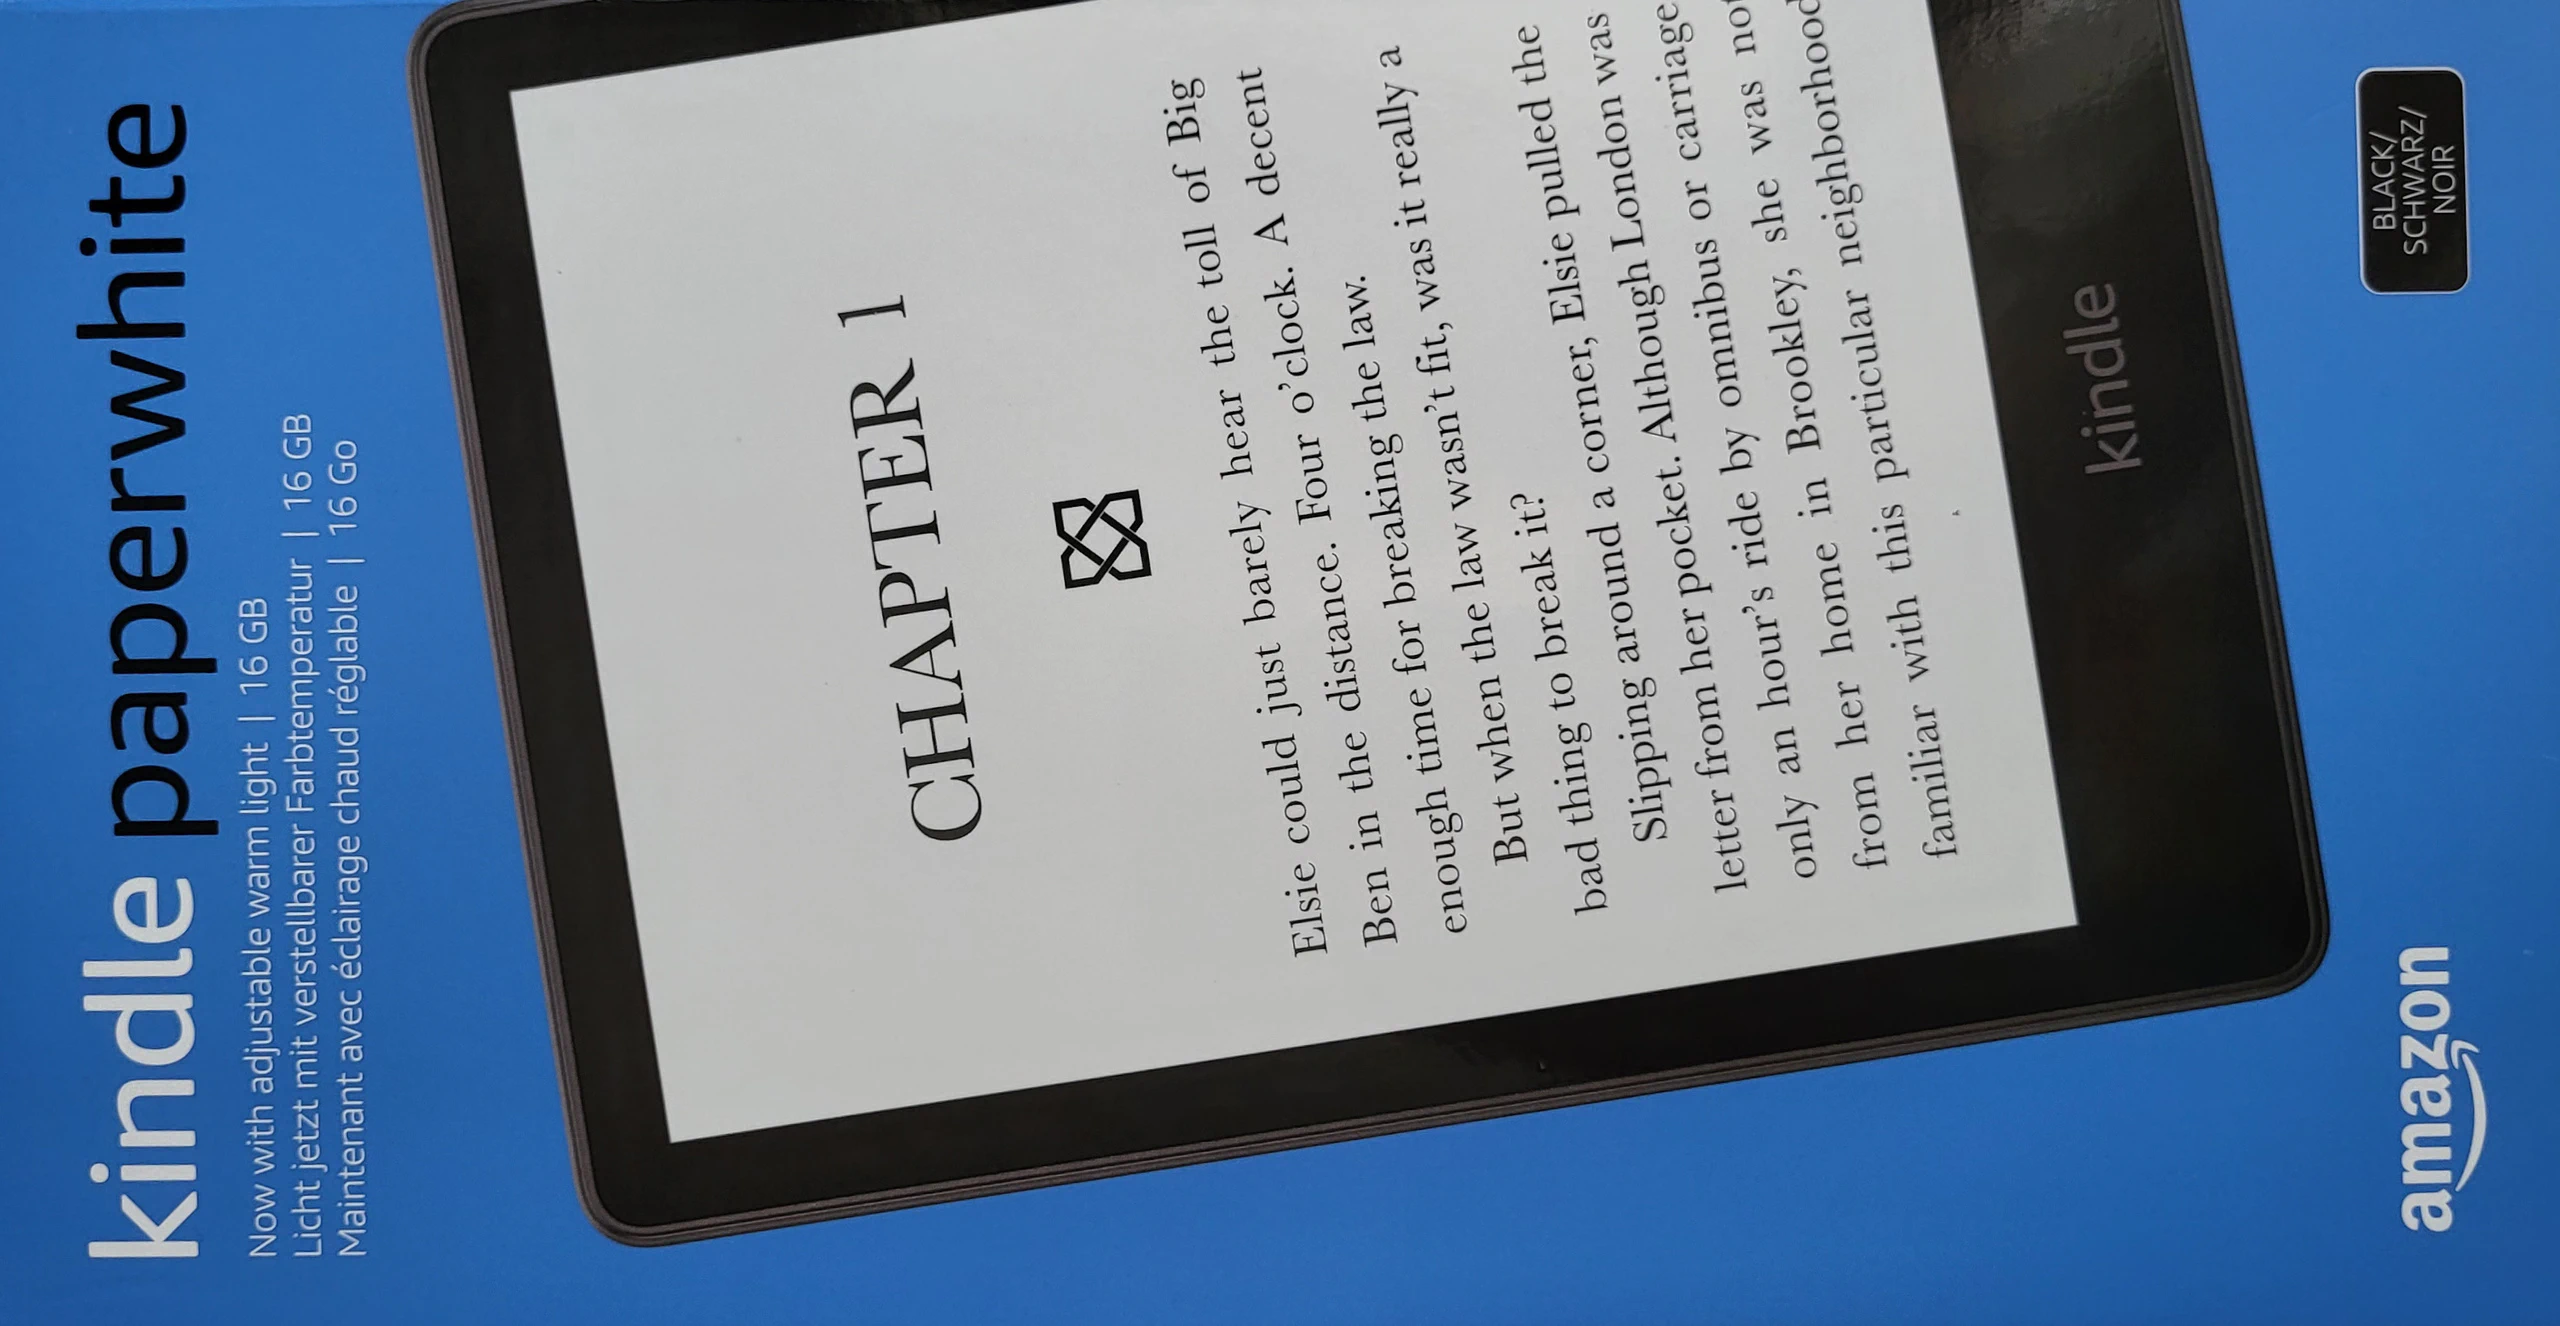 kindle paperwhite
Now with adjustable warm light | 16 GB
Licht jetzt mit verstellbarer Farbtemperatur | 16 GB
Maintenant avec éclairage chaud réglable | 16 Go
CHAPTER 1
Elsie could just barely hear the toll of Big
Ben in the distance. Four o’clock. A decent
enough time for breaking the law.
But when the law wasn’t fit, was it really a
bad thing to break it?
Slipping around a corner, Elsie pulled the
letter from her pocket. Although London was
only an hour’s ride by omnibus or carriage
from her home in Brookley, she was not
familiar with this particular neighborhood
kindle
amazon
BLACK/
SCHWARZ/
NOIR